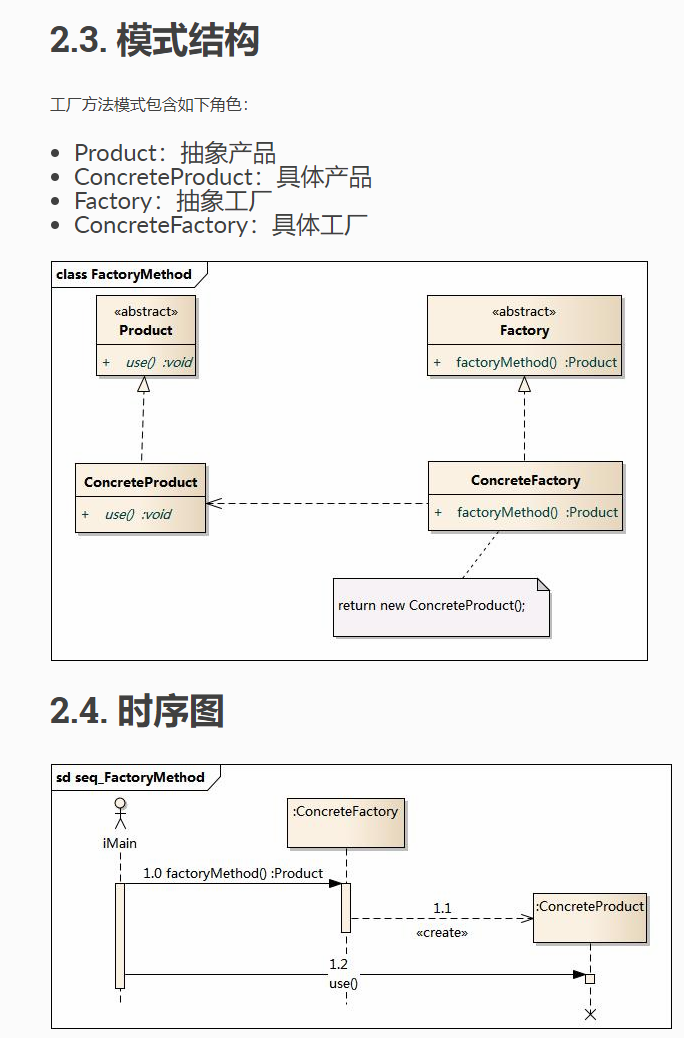 2.3. 模式结构
工厂方法模式包含如下角色：
Product：抽象产品
ConcreteProduct：具体产品
Factory：抽象工厂
ConcreteFactory：具体工厂
class FactoryMethod
«abstract»
Product
+ use() :void
«abstract»
Factory
+ factoryMethod() :Product
ConcreteProduct
+ use() :void
ConcreteFactory
+ factoryMethod() :Product
return new ConcreteProduct();
2.4. 时序图
sd seq_FactoryMethod
iMain
:ConcreteFactory
1.0 factoryMethod() :Product
:ConcreteProduct
1.1
«create»
1.2
use()